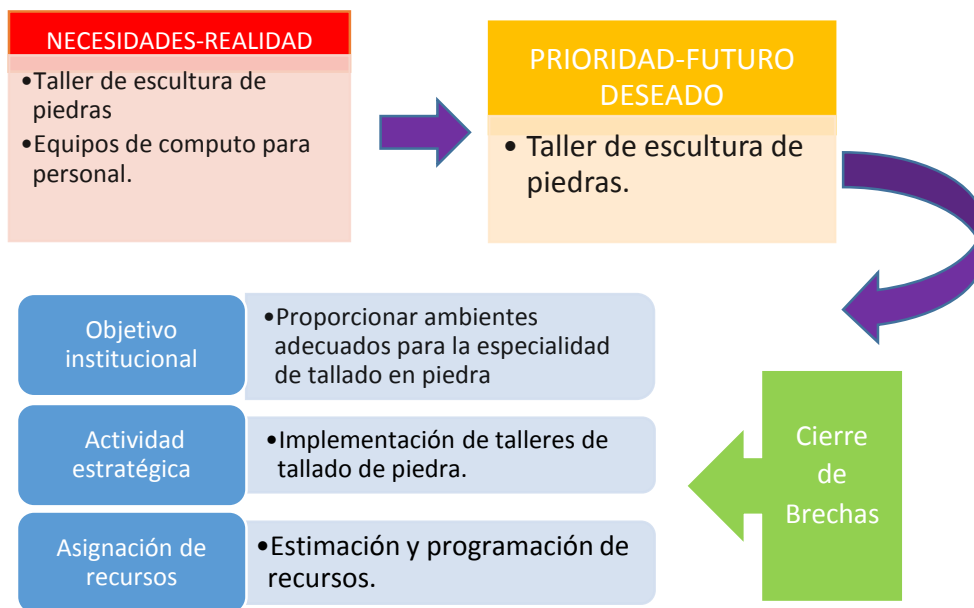 NECESIDADES-REALIDAD
•Taller de escultura de
piedras
•Equipos de computo para
personal.
PRIORIDAD-FUTURO
DESEADO
• Taller de escultura de
piedras.
Objetivo
institucional
•Proporcionar ambientes
adecuados para la especialidad
de tallado en piedra
Actividad
estratégica
•Implementación de talleres de
tallado de piedra.
Asignación de
recursos
•Estimación y programación de
recursos.
Cierre
de
Brechas